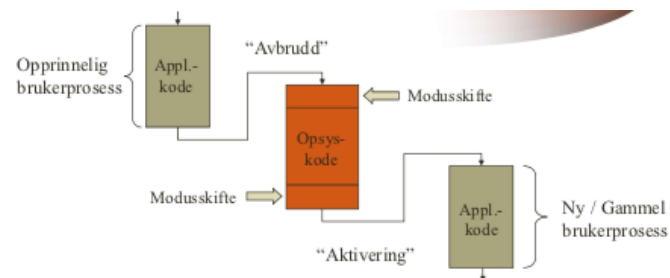 “Avbrudd”
Opprinnelig
brukerprosess
Appl.-
kode
Modusskifte
Opsys-
kode
Modusskifte
Appl.-
kode
Ny / Gammel
brukerprosess
“Aktivering”